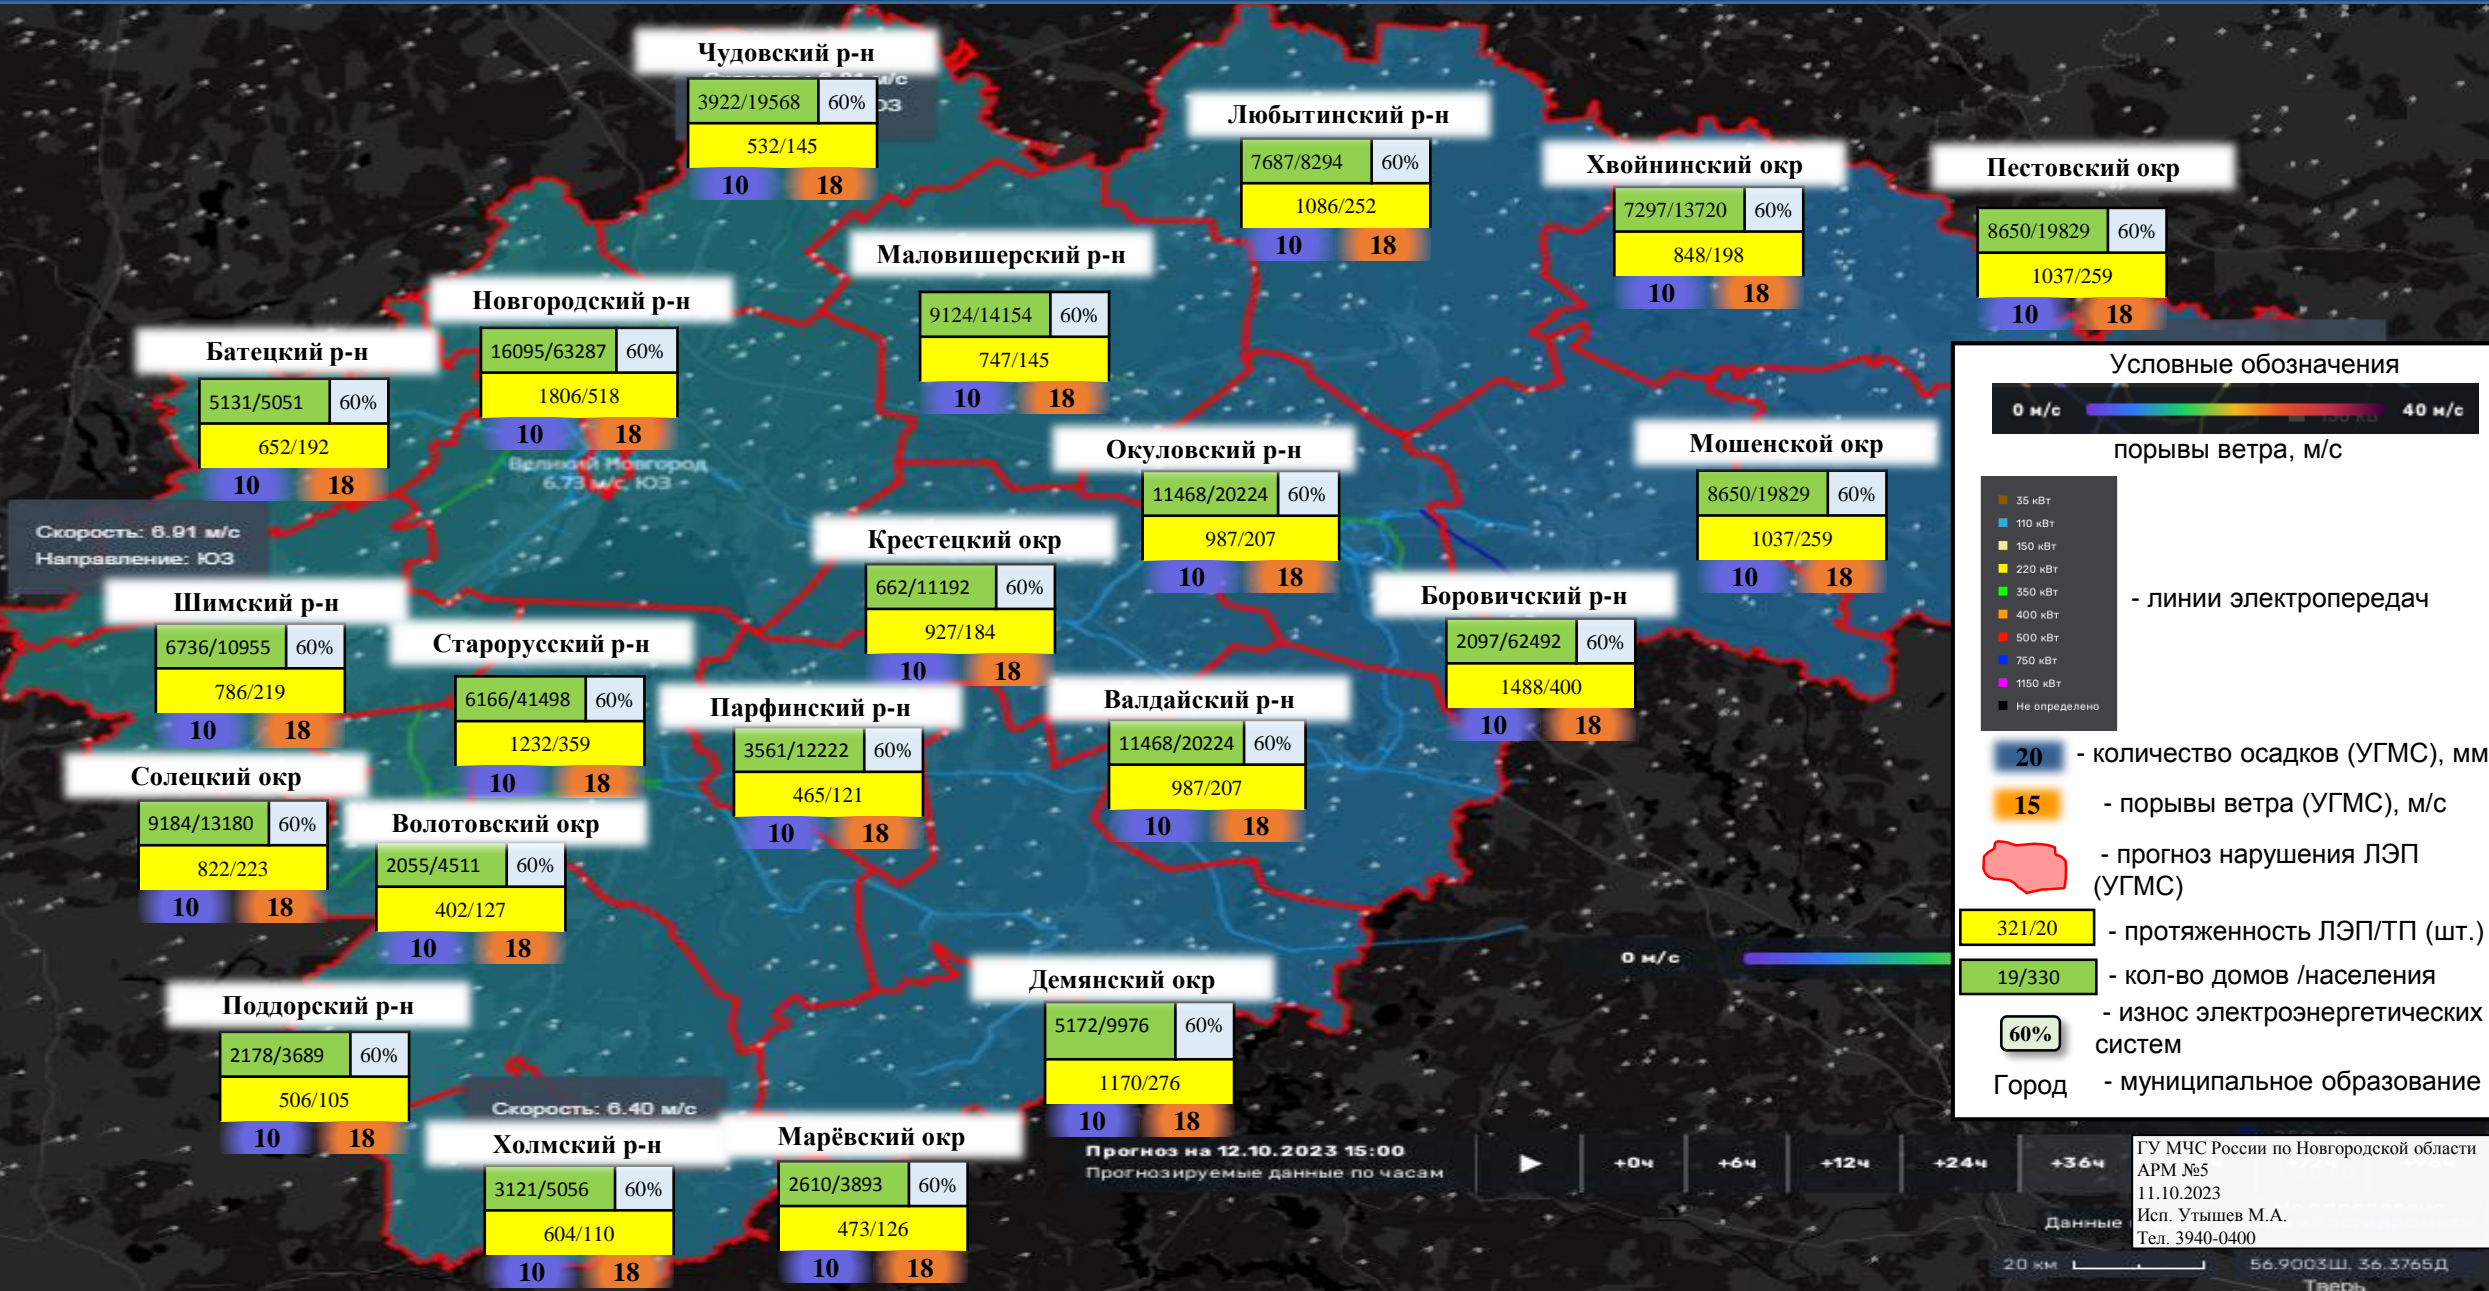 Чудовский р-н
3922/19568 60%
532/145
10 18
Любытинский р-н
7687/8294 60%
1086/252
10 18
Хвойнинский окр
7297/13720 60%
848/198
10 18
Пестовский окр
8650/19829 60%
1037/259
10 18
Маловишерский р-н
9124/14154 60%
747/145
10 18
Новгородский р-н
16095/63287 60%
1806/518
10 18
Великий Новгород
6.73 м/с, ЮЗ
Батецкий р-н
5131/5051 60%
652/192
10 18
Скорость: 6.91 м/с
Направление: ЮЗ
Окуловский р-н
11468/20224 60%
987/207
10 18
Мошенской окр
8650/19829 60%
1037/259
10 18
Крестецкий окр
662/11192 60%
927/184
10 18
Боровичский р-н
2097/62492 60%
1488/400
10 18
Шимский р-н
6736/10955 60%
786/219
10 18
Старорусский р-н
6166/41498 60%
1232/359
10 18
Парфинский р-н
3561/12222 60%
465/121
10 18
Валдайский р-н
11468/20224 60%
987/207
10 18
Солецкий окр
9184/13180 60%
822/223
10 18
Волотовский окр
2055/4511 60%
402/127
10 18
Поддорский р-н
2178/3689 60%
506/105
10 18
Демянский окр
5172/9976 60%
1170/276
10 18
Скорость: 6.40 м/с
Холмский р-н
3121/5056 60%
604/110
10 18
Марёвский окр
2610/3893 60%
473/126
10 18
Условные обозначения
0 м/с 40 м/с
порывы ветра, м/с
35 кВт
110 кВт
150 кВт
220 кВт
350 кВт
400 кВт
500 кВт
750 кВт
1150 кВт
Не определено
- линии электропередач
20 - количество осадков (УГМС), мм
15 - порывы ветра (УГМС), м/с
- прогноз нарушения ЛЭП
(УГМС)
321/20 - протяженность ЛЭП/ТП (шт.)
19/330 - кол-во домов /населения
60% - износ электроэнергетических
систем
Город - муниципальное образование
0 м/с
Прогноз на 12.10.2023 15:00
Прогнозируемые данные по часам
+0ч +6ч +12ч +24ч +36ч
ГУ МЧС России по Новгородской области
АРМ №5
11.10.2023
Исп. Утышев М.А.
Тел. 3940-0400
Данные
20 км 56.9003Ш, 36.3765Д
Тверь